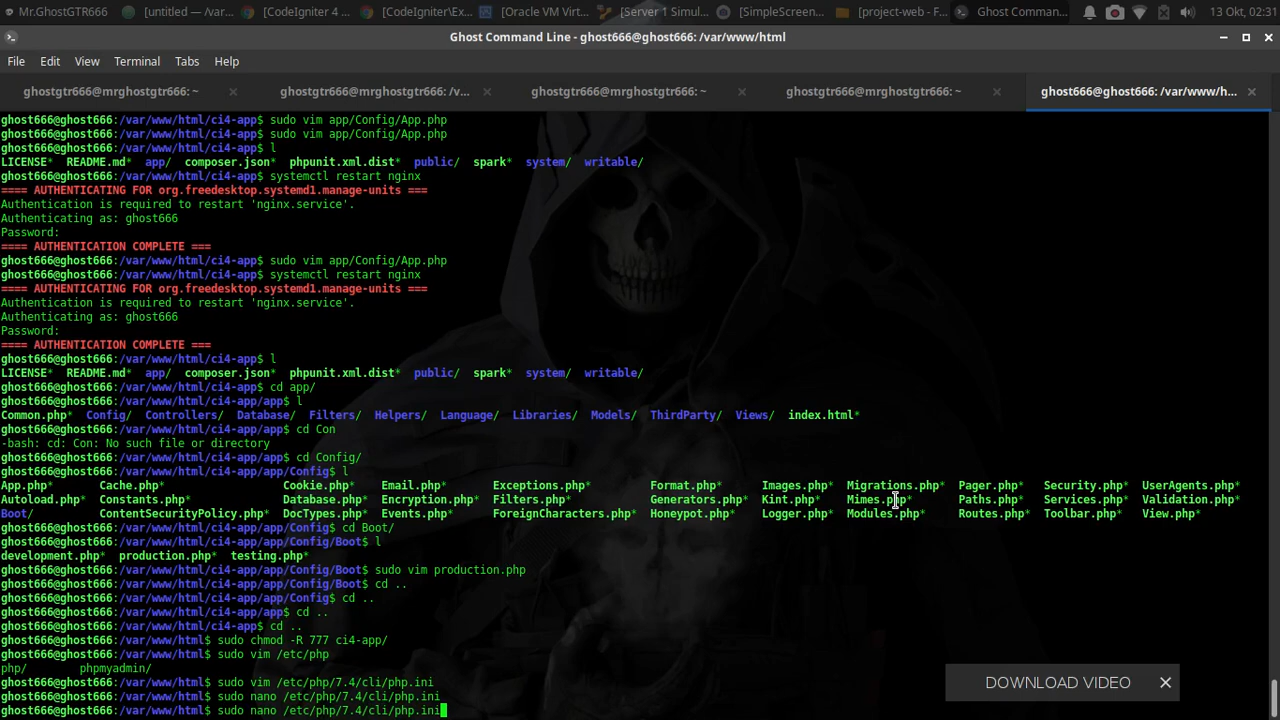 Mr.GhostGTR666 [untitled — /var... [CodeIgniter 4 ... [CodeIgniter\Ex... [Oracle VM Virt... [Server 1 Simul... [SimpleScreen... [project-web - F... Ghost Comman... 13 Okt, 02:31
Ghost Command Line - ghost666@ghost666: /var/www/html
File Edit View Terminal Tabs Help
ghostgtr666@mrghostgtr666: ~ ghostgtr666@mrghostgtr666: /v... ghostgtr666@mrghostgtr666: ~ ghostgtr666@mrghostgtr666: ~ ghost666@ghost666: /var/www/h...
ghost666@ghost666:/var/www/html/ci4-app$ sudo vim app/Config/App.php
ghost666@ghost666:/var/www/html/ci4-app$ sudo vim app/Config/App.php
ghost666@ghost666:/var/www/html/ci4-app$ l
LICENSE* README.md* app/ composer.json* phpunit.xml.dist* public/ spark* system/ writable/
ghost666@ghost666:/var/www/html/ci4-app$ systemctl restart nginx
==== AUTHENTICATING FOR org.freedesktop.systemd1.manage-units ===
Authentication is required to restart 'nginx.service'.
Authenticating as: ghost666
Password:
==== AUTHENTICATION COMPLETE ===
ghost666@ghost666:/var/www/html/ci4-app$ sudo vim app/Config/App.php
ghost666@ghost666:/var/www/html/ci4-app$ systemctl restart nginx
==== AUTHENTICATING FOR org.freedesktop.systemd1.manage-units ===
Authentication is required to restart 'nginx.service'.
Authenticating as: ghost666
Password:
==== AUTHENTICATION COMPLETE ===
ghost666@ghost666:/var/www/html/ci4-app$ l
LICENSE* README.md* app/ composer.json* phpunit.xml.dist* public/ spark* system/ writable/
ghost666@ghost666:/var/www/html/ci4-app$ cd app/
ghost666@ghost666:/var/www/html/ci4-app/app$ l
Common.php* Config/ Controllers/ Database/ Filters/ Helpers/ Language/ Libraries/ Models/ ThirdParty/ Views/ index.html*
ghost666@ghost666:/var/www/html/ci4-app/app$ cd Con
-bash: cd: Con: No such file or directory
ghost666@ghost666:/var/www/html/ci4-app/app$ cd Config/
ghost666@ghost666:/var/www/html/ci4-app/app/Config$ l
App.php* Cache.php* Cookie.php* Email.php* Exceptions.php* Format.php* Images.php* Migrations.php* Pager.php* Security.php* UserAgents.php*
Autoload.php* Constants.php* Database.php* Encryption.php* Filters.php* Generators.php* Kint.php* Mimes.php* Paths.php* Services.php* Validation.php*
Boot/ ContentSecurityPolicy.php* DocTypes.php* Events.php* ForeignCharacters.php* Honeypot.php* Logger.php* Modules.php* Routes.php* Toolbar.php* View.php*
ghost666@ghost666:/var/www/html/ci4-app/app/Config$ cd Boot/
ghost666@ghost666:/var/www/html/ci4-app/app/Config/Boot$ l
development.php* production.php* testing.php*
ghost666@ghost666:/var/www/html/ci4-app/app/Config/Boot$ sudo vim production.php
ghost666@ghost666:/var/www/html/ci4-app/app/Config/Boot$ cd ..
ghost666@ghost666:/var/www/html/ci4-app/app/Config$ cd ..
ghost666@ghost666:/var/www/html/ci4-app/app$ cd ..
ghost666@ghost666:/var/www/html/ci4-app$ cd ..
ghost666@ghost666:/var/www/html$ sudo chmod -R 777 ci4-app/
ghost666@ghost666:/var/www/html$ sudo vim /etc/php
php/ phpmyadmin/
ghost666@ghost666:/var/www/html$ sudo vim /etc/php/7.4/cli/php.ini
ghost666@ghost666:/var/www/html$ sudo nano /etc/php/7.4/cli/php.ini
ghost666@ghost666:/var/www/html$ sudo nano /etc/php/7.4/cli/php.ini
DOWNLOAD VIDEO